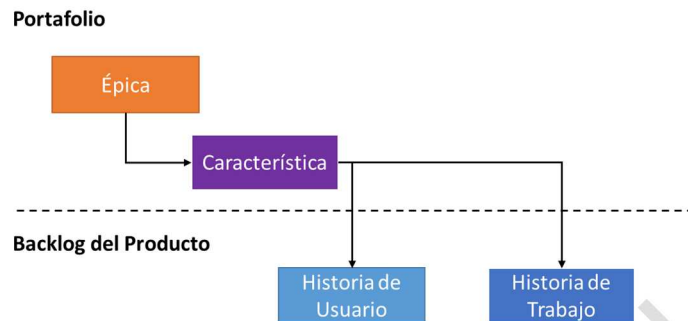 Portafolio
Épica
Característica
Backlog del Producto
Historia de
Usuario
Historia de
Trabajo